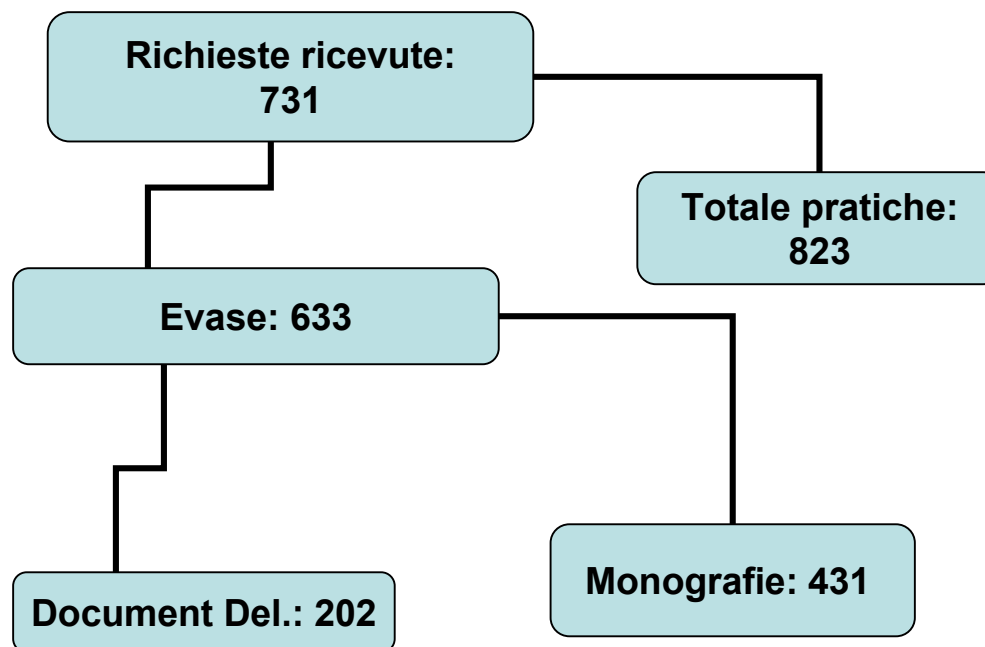 Richieste ricevute:
731
Totale pratiche:
823
Evase: 633
Monografie: 431
Document Del.: 202